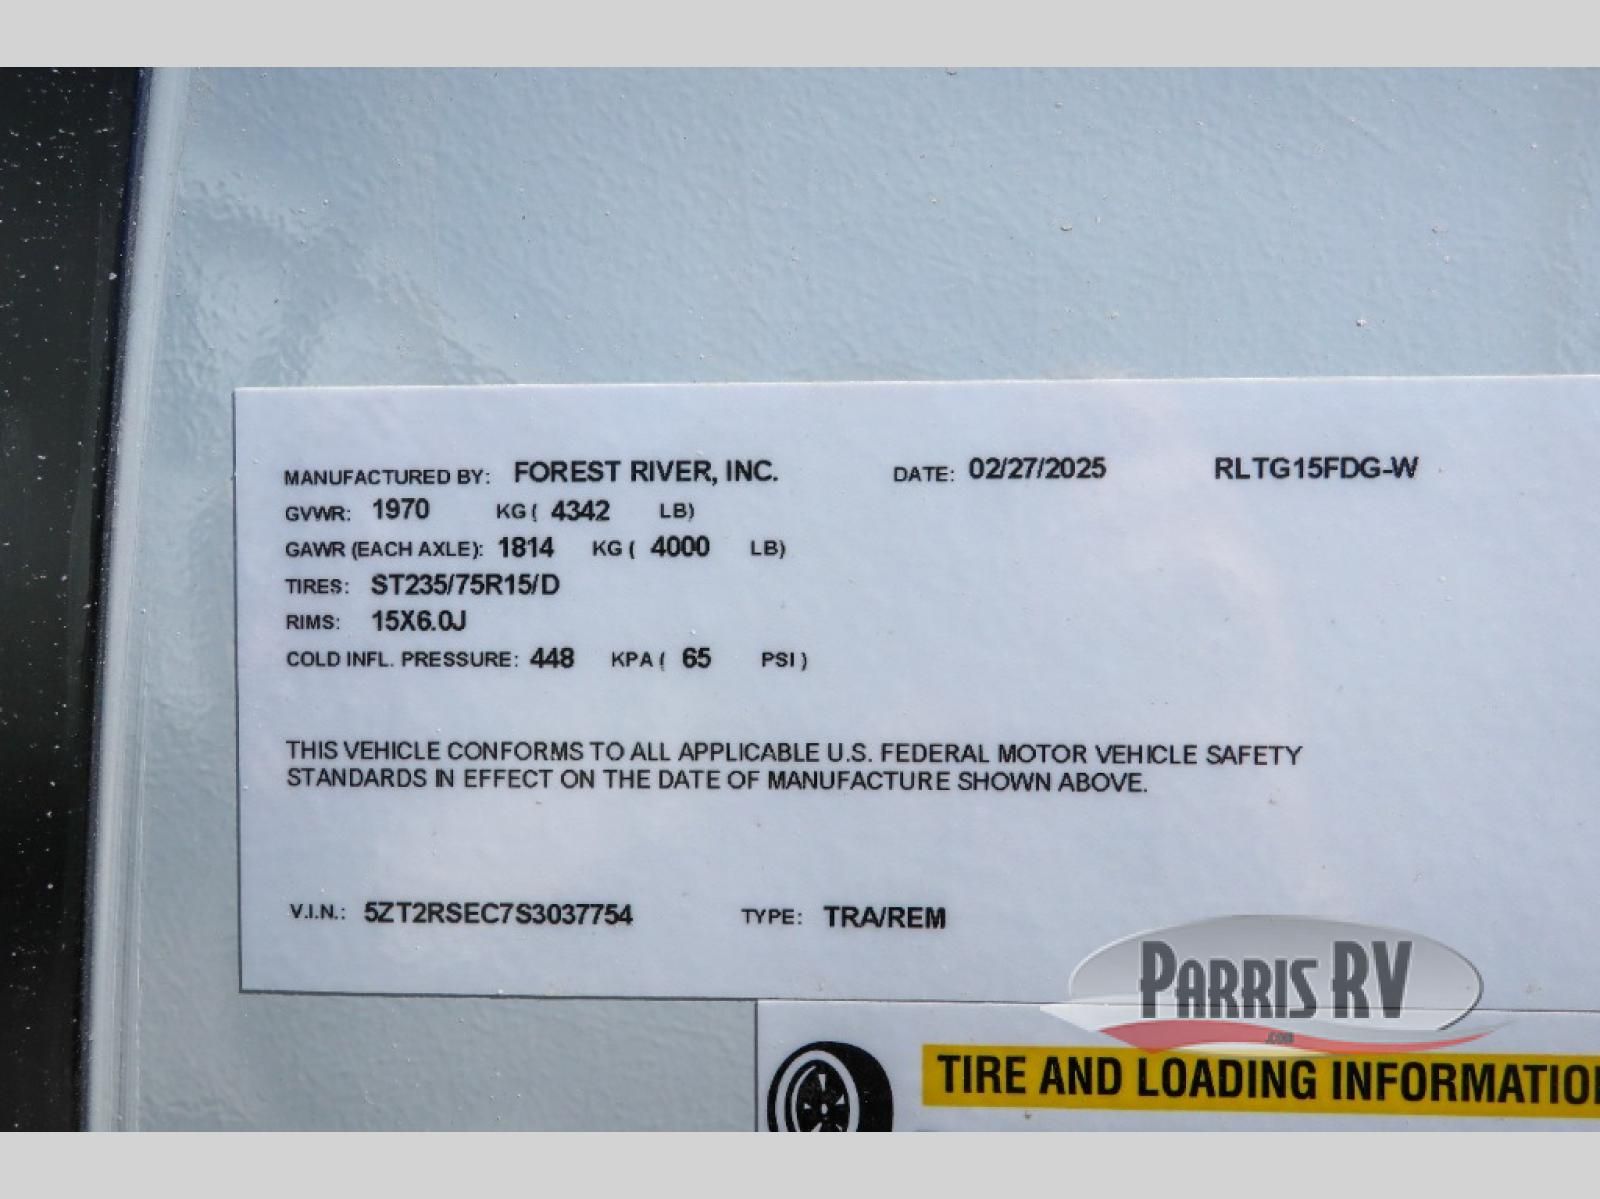 MANUFACTURED BY: FOREST RIVER, INC. DATE: 02/27/2025 RLTG15FDG-W
GVWR: 1970 KG ( 4342 LB)
GAWR (EACH AXLE): 1814 KG ( 4000 LB)
TIRES: ST235/75R15/D
RIMS: 15X6.0J
COLD INFL. PRESSURE: 448 KPA ( 65 PSI )
THIS VEHICLE CONFORMS TO ALL APPLICABLE U.S. FEDERAL MOTOR VEHICLE SAFETY
STANDARDS IN EFFECT ON THE DATE OF MANUFACTURE SHOWN ABOVE.
V.I.N.: 5ZT2RSEC7S3037754 TYPE: TRA/REM
PARRIS RV
.COM
TIRE AND LOADING INFORMATIO